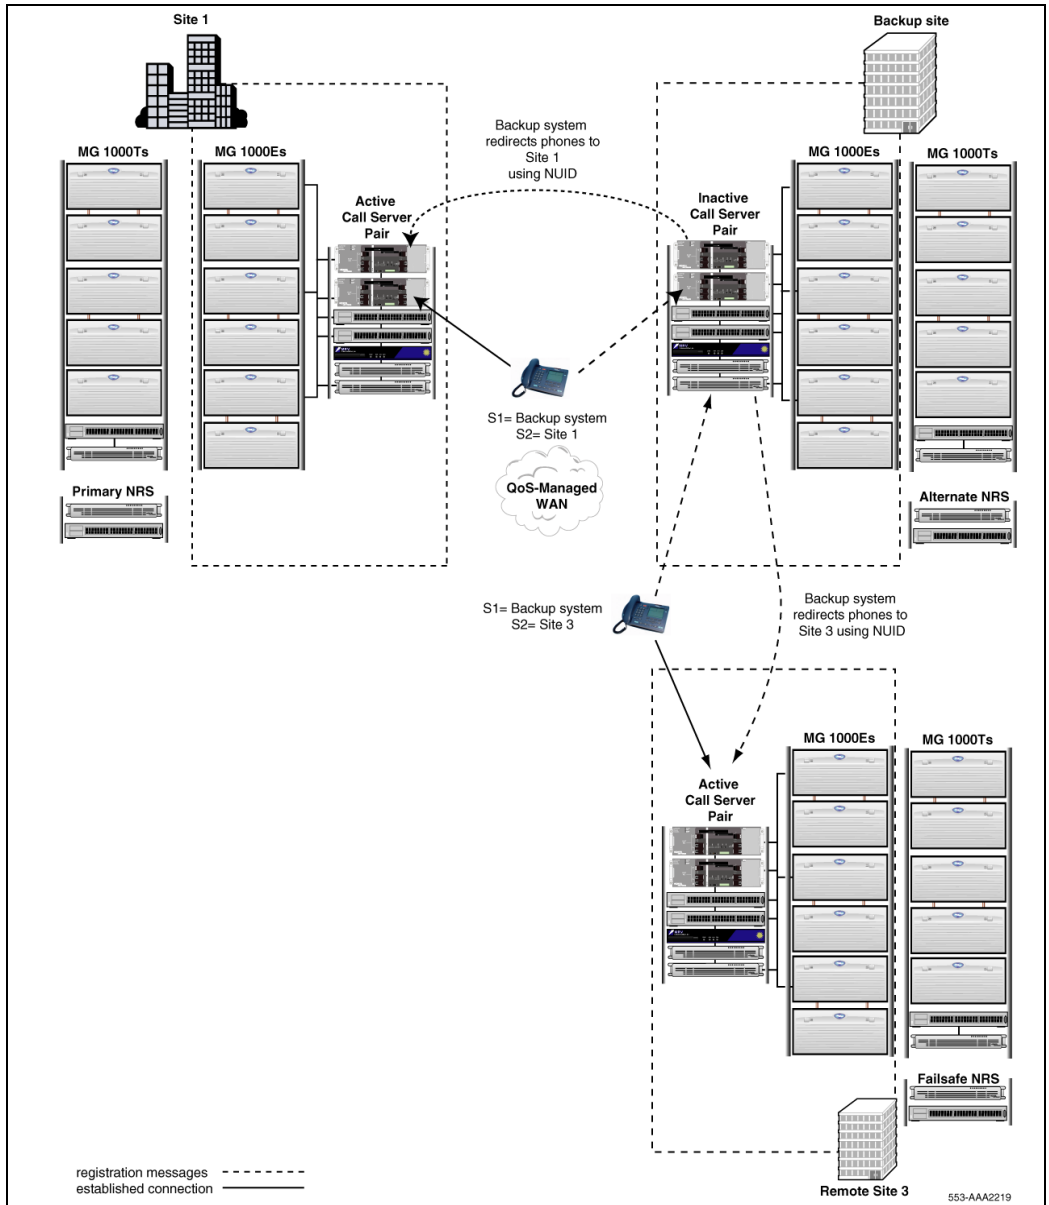 Site 1
Backup site
MG 1000Ts
MG 1000Es
Backup system
redirects phones to
Site 1
using NUID
MG 1000Es
MG 1000Ts
Active
Call Server
Pair
Inactive
Call Server
Pair
S1= Backup system
S2= Site 1
QoS-Managed
WAN
Primary NRS
Alternate NRS
S1= Backup system
S2= Site 3
Backup system
redirects phones to
Site 3 using NUID
MG 1000Es
MG 1000Ts
Active
Call Server
Pair
Failsafe NRS
registration messages
established connection
Remote Site 3
553-AAA2219